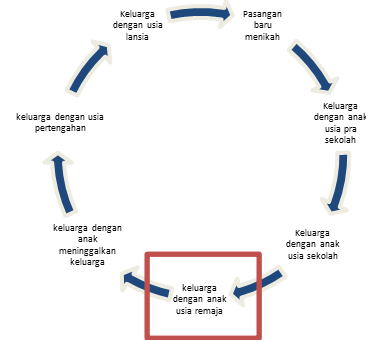 Keluarga
dengan usia
lansia
Pasangan
baru
menikah
Keluarga
dengan anak
usia pra
sekolah
Keluarga
dengan anak
usia sekolah
keluarga
dengan anak
usia remaja
keluarga dengan
anak
meninggalkan
keluarga
keluarga dengan usia
pertengahan